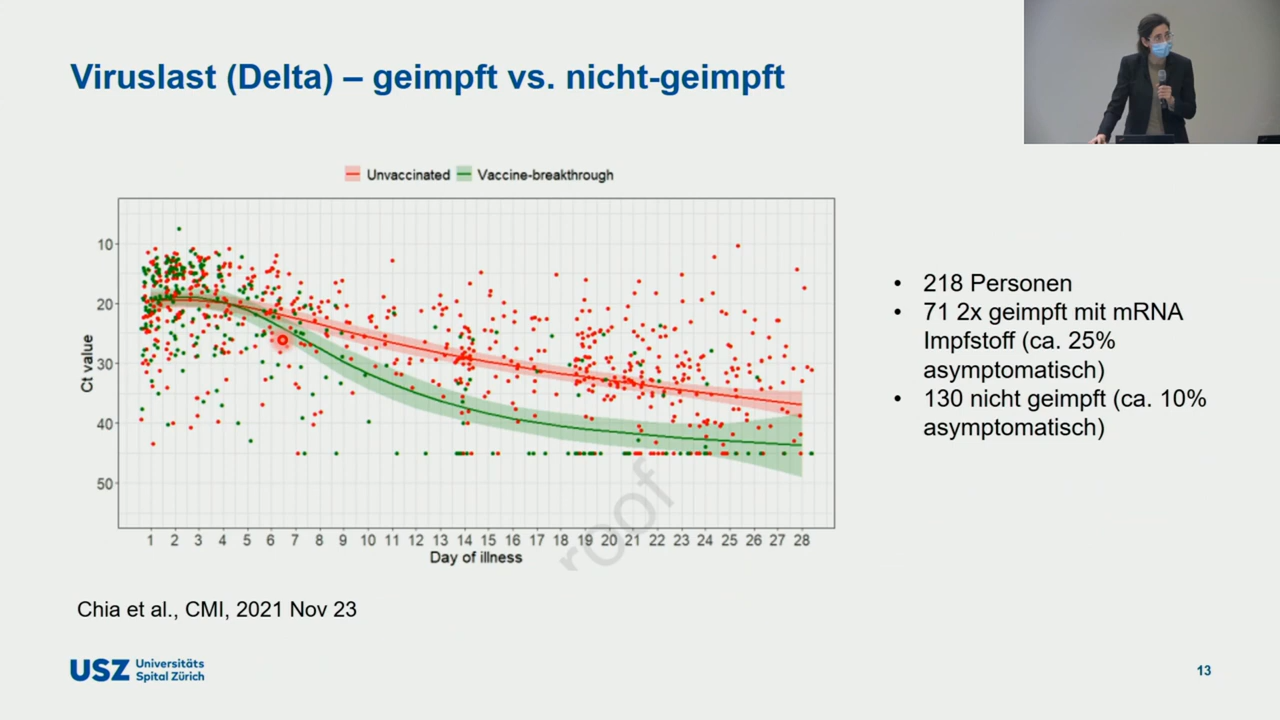 Viruslast (Delta) – geimpft vs. nicht-geimpft
Unvaccinated Vaccine-breakthrough
10
20
30
40
50
Ct value
1 2 3 4 5 6 7 8 9 10 11 12 13 14 15 16 17 18 19 20 21 22 23 24 25 26 27 28
Day of illness
roof
• 218 Personen
• 71 2x geimpft mit mRNA
Impfstoff (ca. 25%
asymptomatisch)
• 130 nicht geimpft (ca. 10%
asymptomatisch)
Chia et al., CMI, 2021 Nov 23
USZ Universitäts
Spital Zürich
13